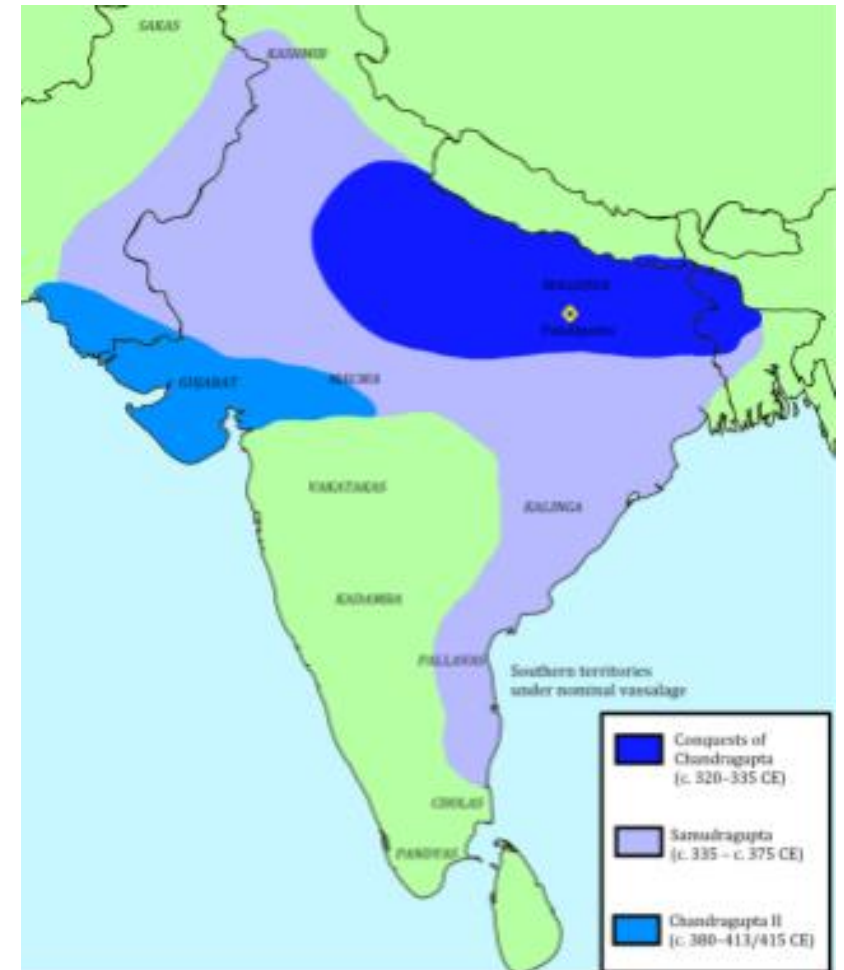 SAKAS
KASHMIR
MAGADHA
GUJARAT
MALWA
VAKATAKAS
KALINGA
KADAMBA
PALLAVAS
Southern territories
under nominal vassalage
CHOLAS
PANDYAS
Conquests of
Chandragupta
(c. 320–335 CE)
Samudragupta
(c. 335 – c. 375 CE)
Chandragupta II
(c. 380–413/415 CE)